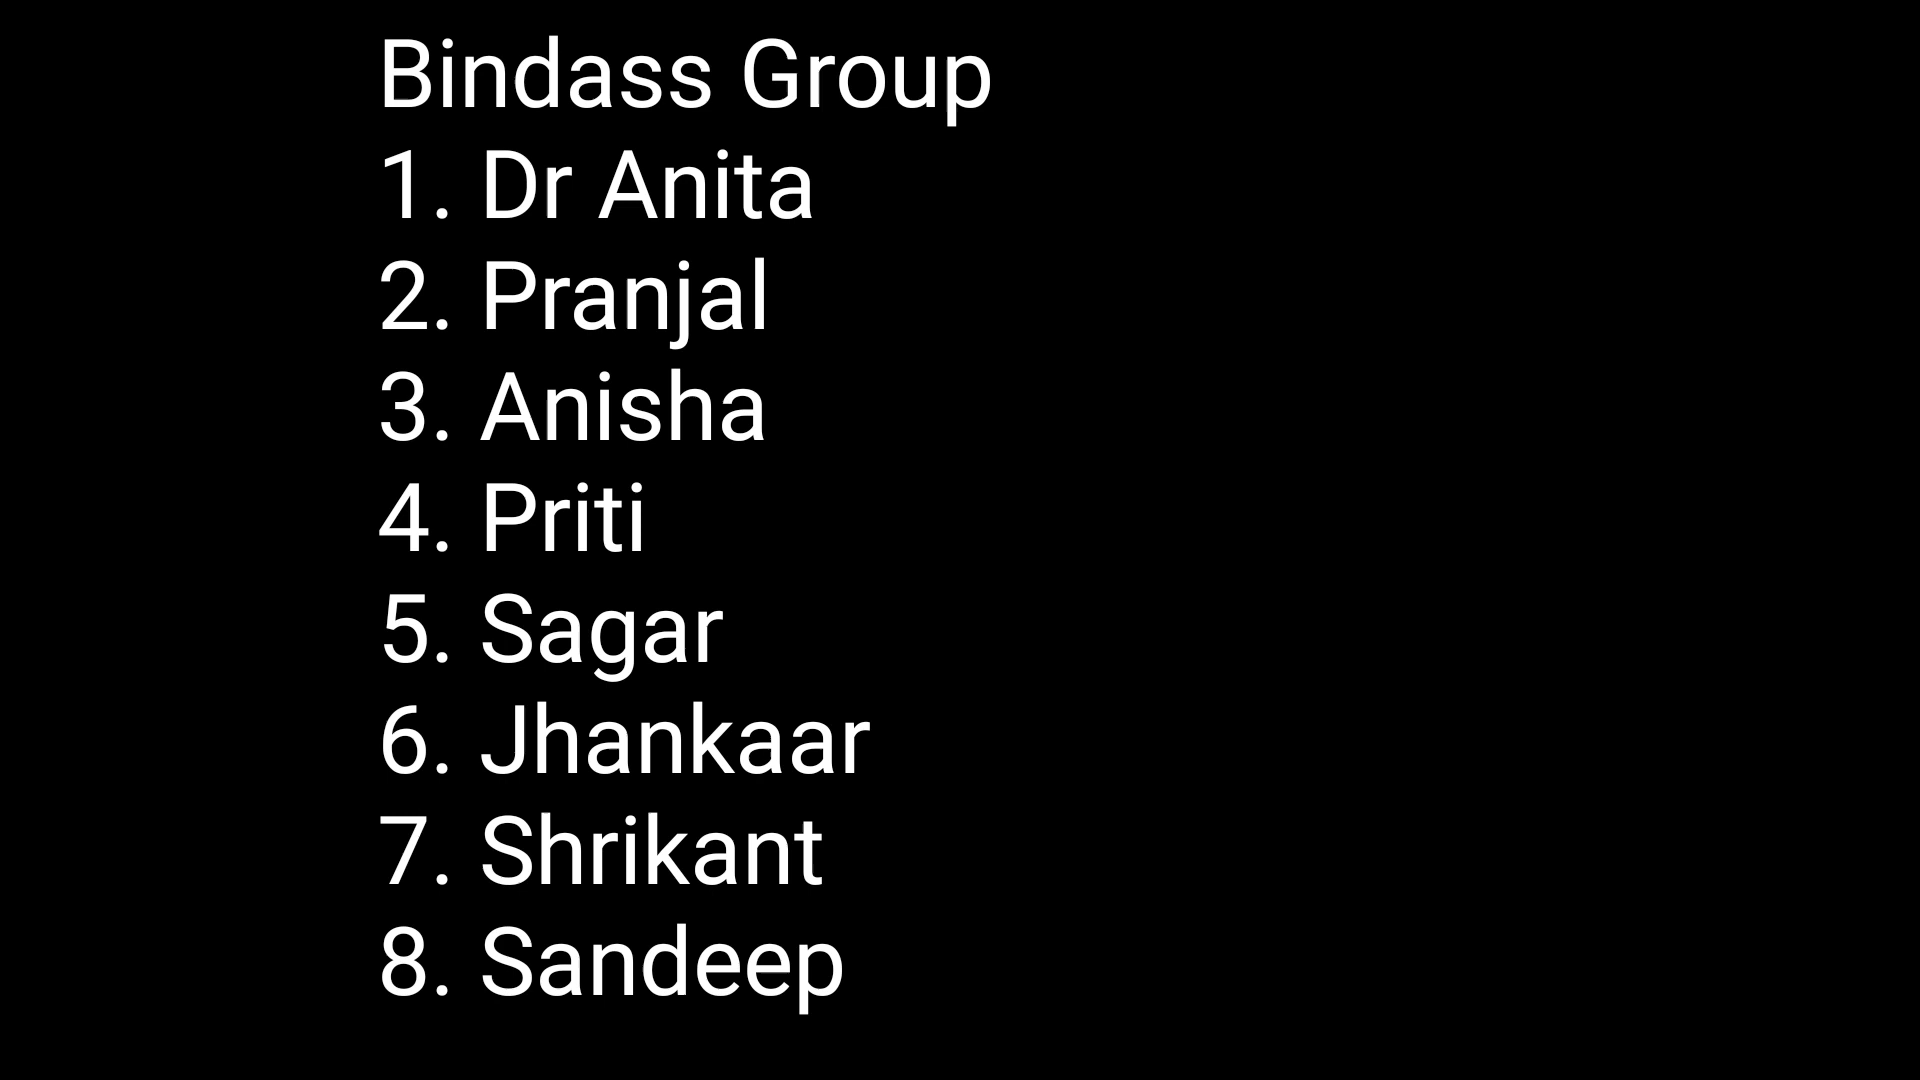 Bindass Group
1. Dr Anita
2. Pranjal
3. Anisha
4. Priti
5. Sagar
6. Jhankaar
7. Shrikant
8. Sandeep